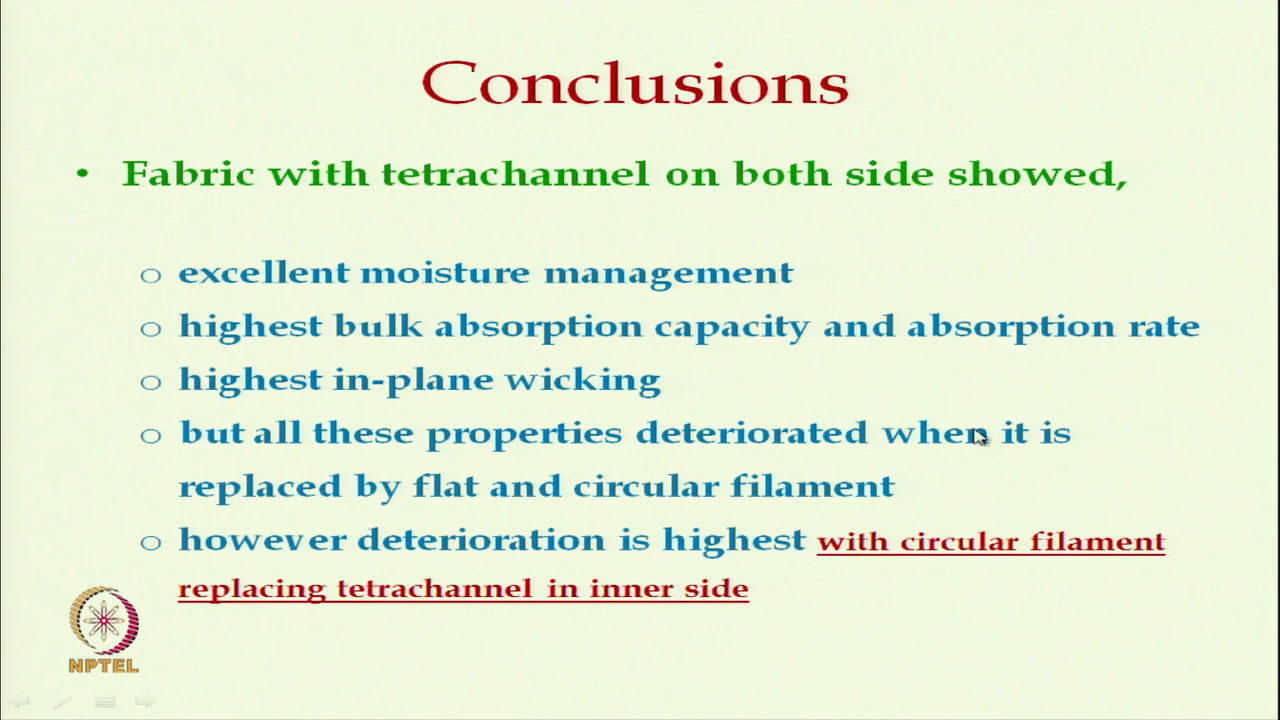 Conclusions
• Fabric with tetrachannel on both side showed,
o excellent moisture management
o highest bulk absorption capacity and absorption rate
o highest in-plane wicking
o but all these properties deteriorated when it is
replaced by flat and circular filament
o however deterioration is highest with circular filament
replacing tetrachannel in inner side
NPTEL